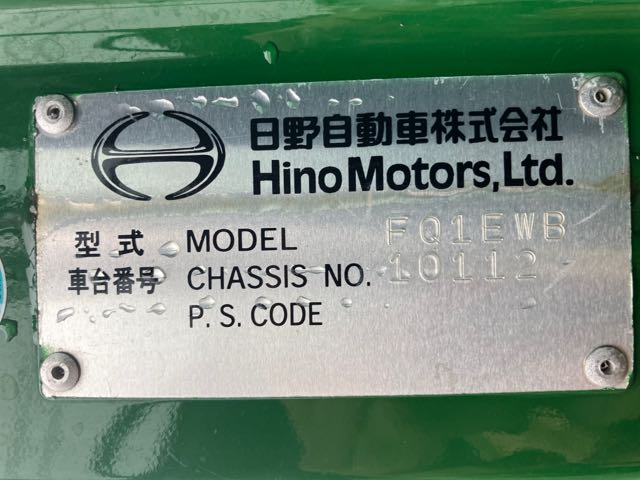 日野自動車株式会社
Hino Motors, Ltd.
型式 MODEL FQ1EWB
車台番号 CHASSIS NO. 10112
P. S. CODE